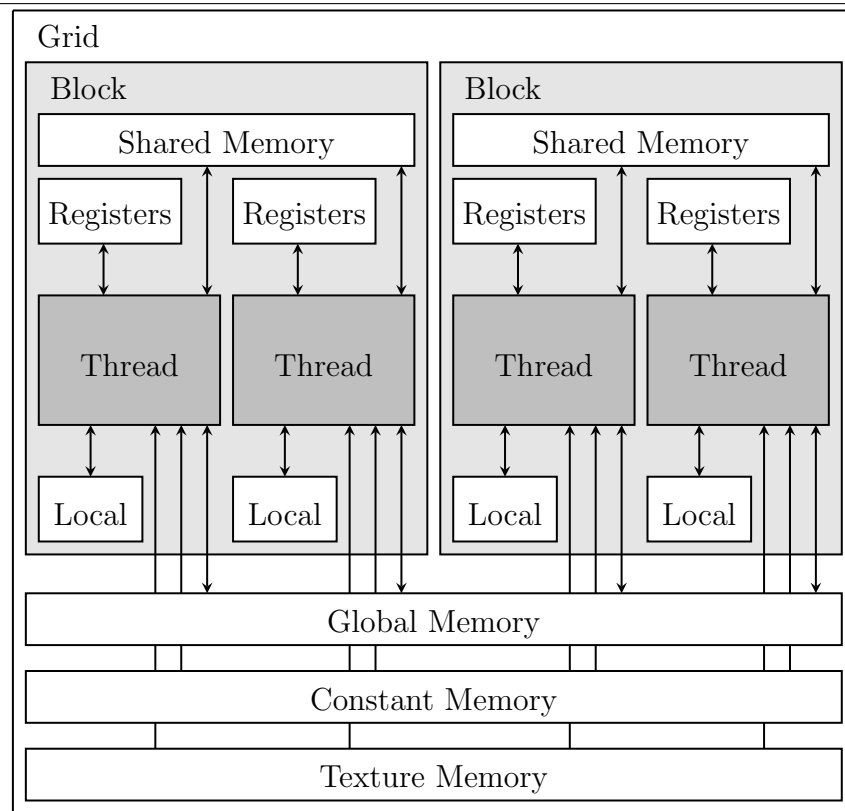 Grid
Block Block
Shared Memory Shared Memory
Registers Registers Registers Registers
Thread Thread Thread Thread
Local Local Local Local
Global Memory
Constant Memory
Texture Memory